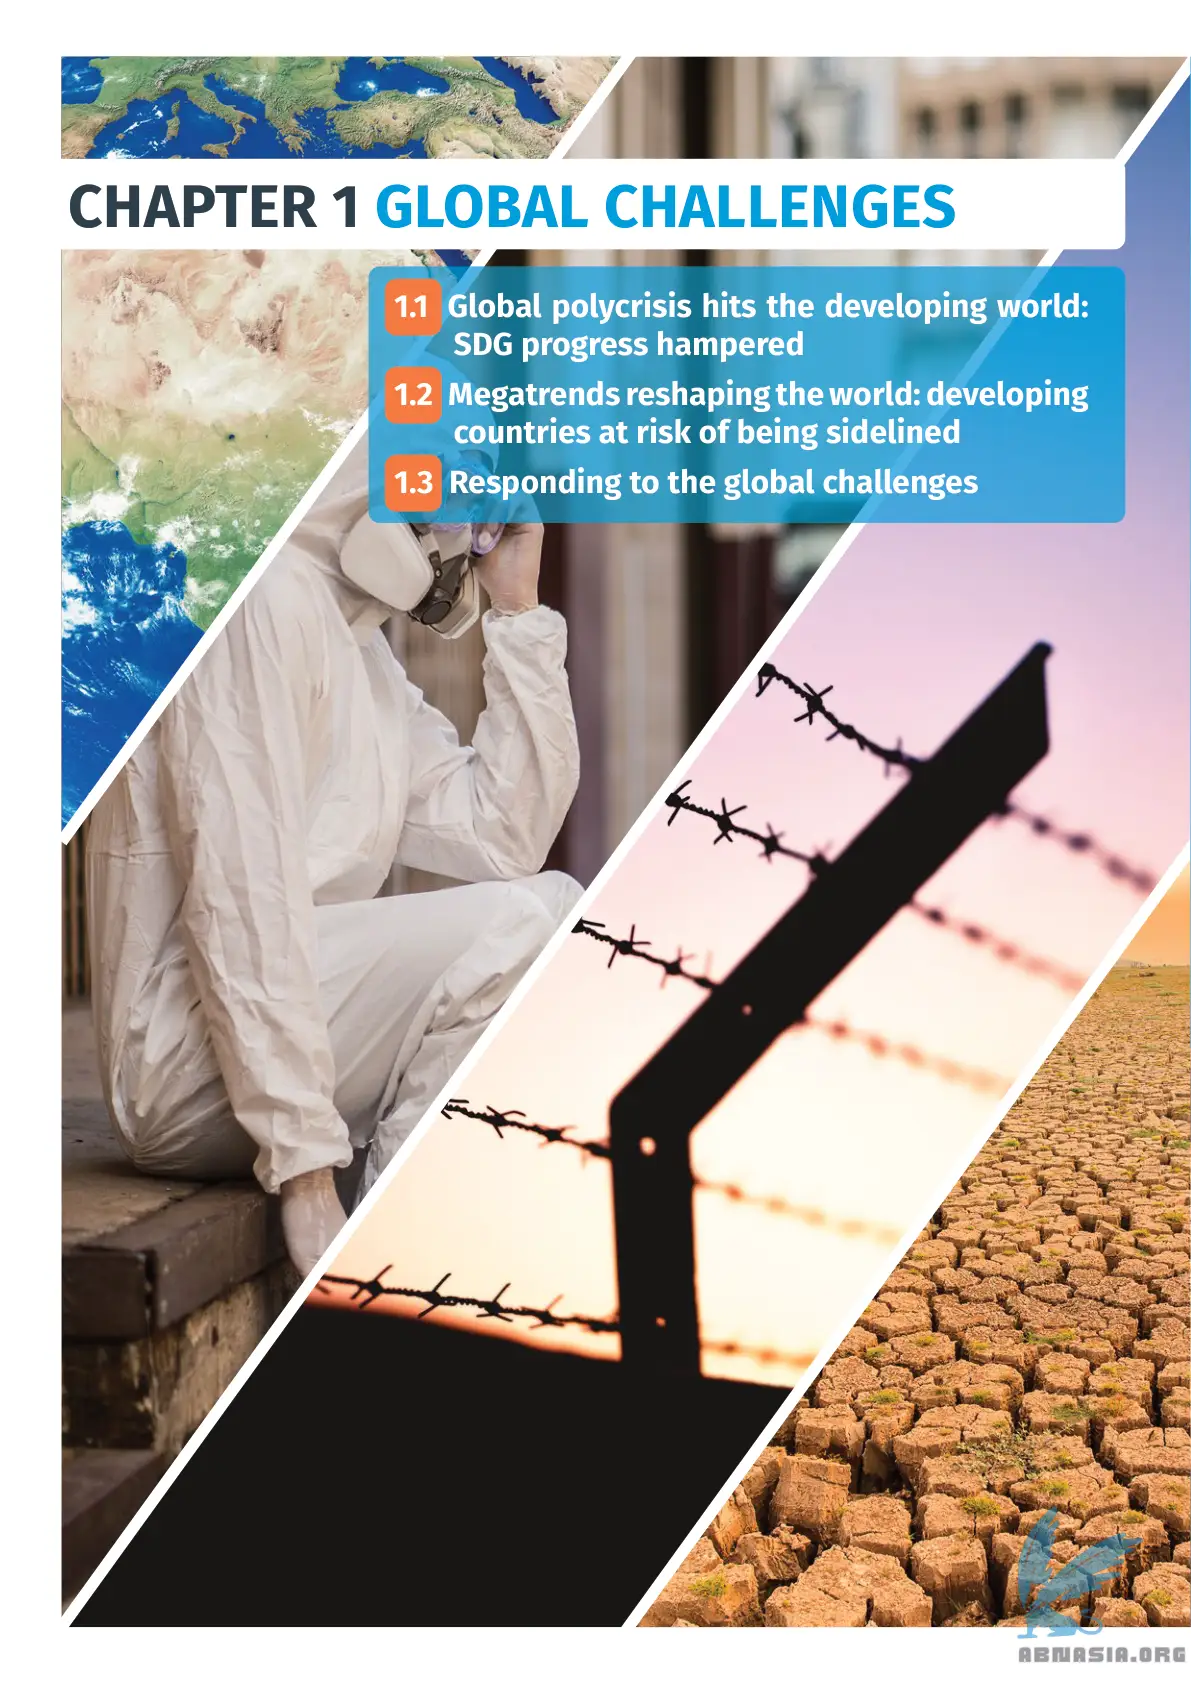 CHAPTER 1 GLOBAL CHALLENGES
1.1 Global polycrisis hits the developing world:
SDG progress hampered
1.2 Megatrends reshaping the world: developing
countries at risk of being sidelined
1.3 Responding to the global challenges
ABNASIA.ORG